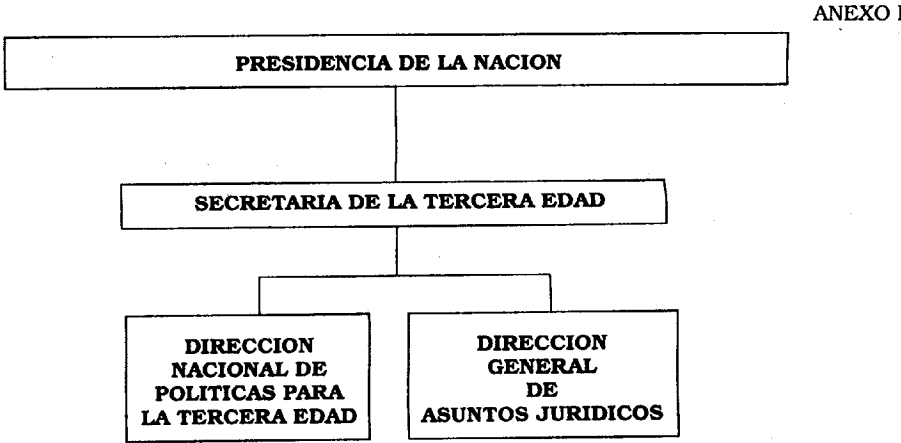 ANEXO I
PRESIDENCIA DE LA NACION
SECRETARIA DE LA TERCERA EDAD
DIRECCION
NACIONAL DE
POLITICAS PARA
LA TERCERA EDAD
DIRECCION
GENERAL
DE
ASUNTOS JURIDICOS